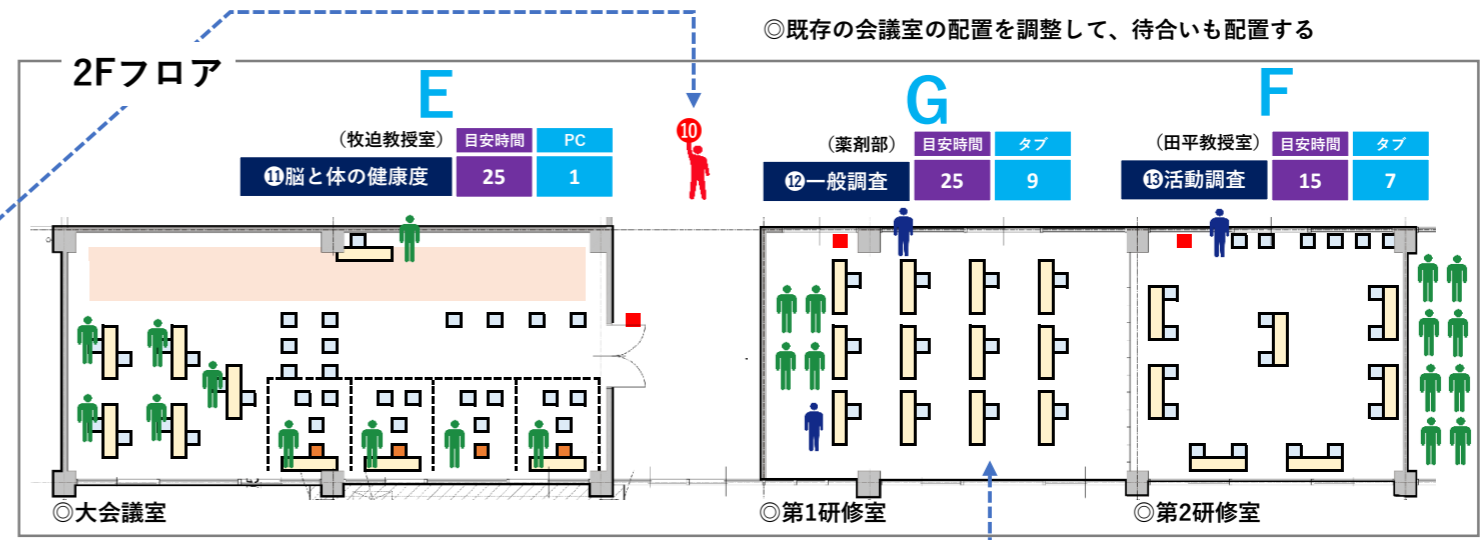 ◎既存の会議室の配置を調整して、待合いも配置する
2Fフロア
E
（牧迫教授室） 目安時間 PC
⓫脳と体の健康度 25 1
❿
G
（薬剤部） 目安時間 タブ
⓬一般調査 25 9
F
（田平教授室） 目安時間 タブ
⓭活動調査 15 7
◎大会議室
◎第1研修室
◎第2研修室